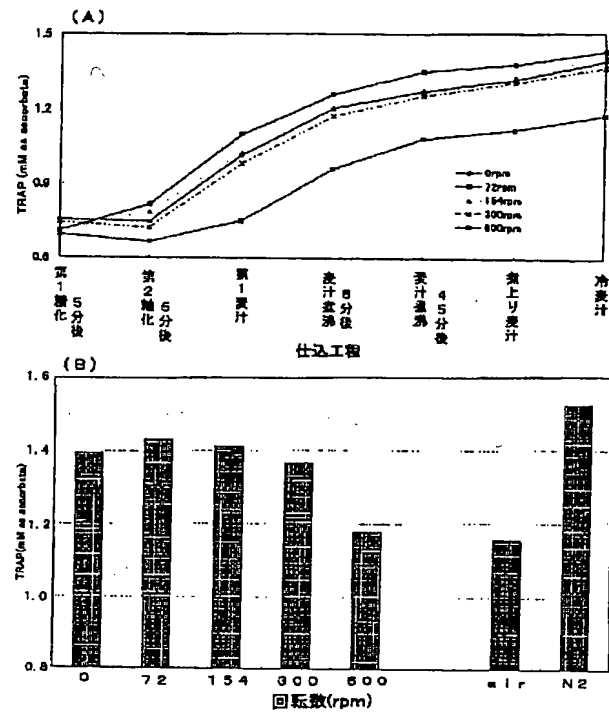 (A)
TRAP (mM as ascorbate)
1.5
1.2
0.9
0.6
0rpm
72rpm
154rpm
300rpm
600rpm
第1糖化
5分後
第2糖化
5分後
第1麦汁
麦汁煮沸
5分後
麦汁煮沸
45分後
煮上り麦汁
冷麦汁
仕込工程
(B)
TRAP(mM as ascorbate)
1.6
1.4
1.2
1.0
0.8
0 72 154 300 600 air N2
回転数(rpm)